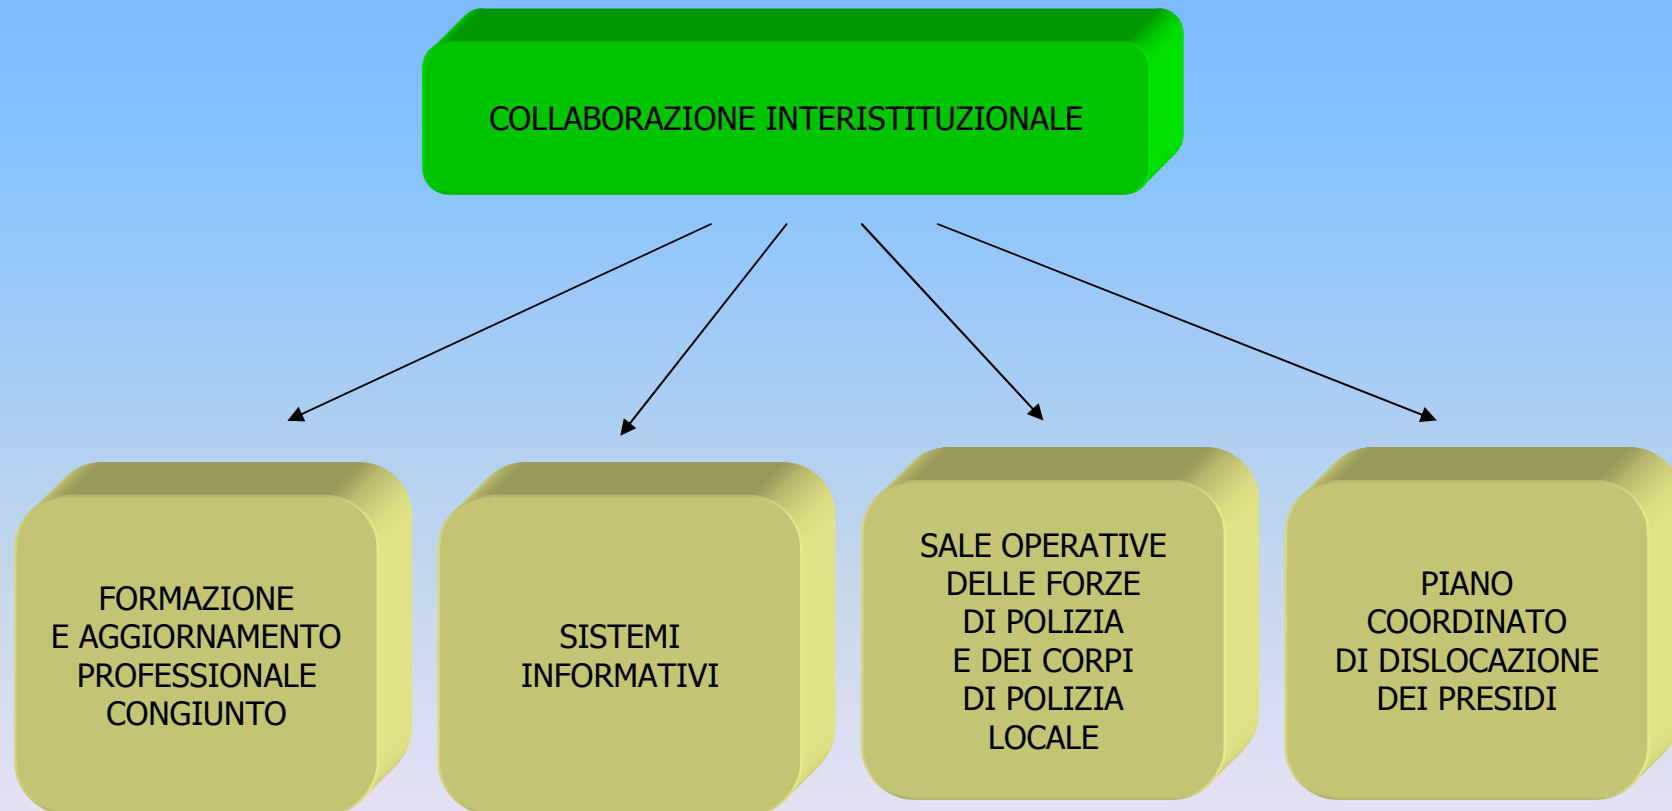 COLLABORAZIONE INTERISTITUZIONALE
FORMAZIONE
E AGGIORNAMENTO
PROFESSIONALE
CONGIUNTO
SISTEMI
INFORMATIVI
SALE OPERATIVE
DELLE FORZE
DI POLIZIA
E DEI CORPI
DI POLIZIA
LOCALE
PIANO
COORDINATO
DI DISLOCAZIONE
DEI PRESIDI